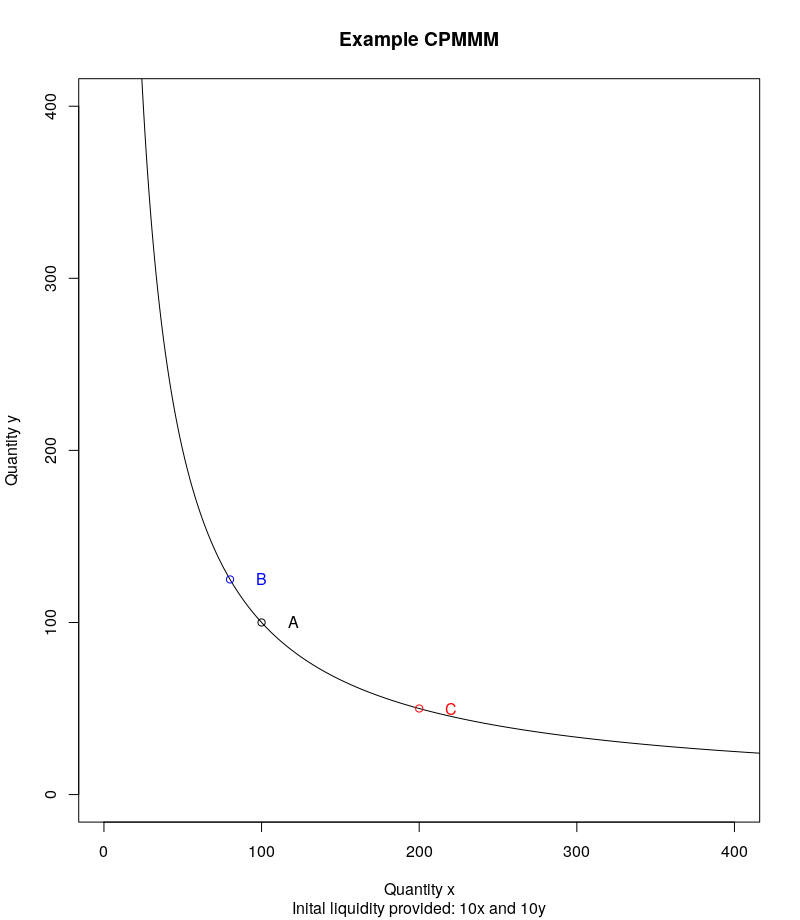 Example CPMMM
400
300
200
100
0
Quantity y
B
A
C
0 100 200 300 400
Quantity x
Inital liquidity provided: 10x and 10y